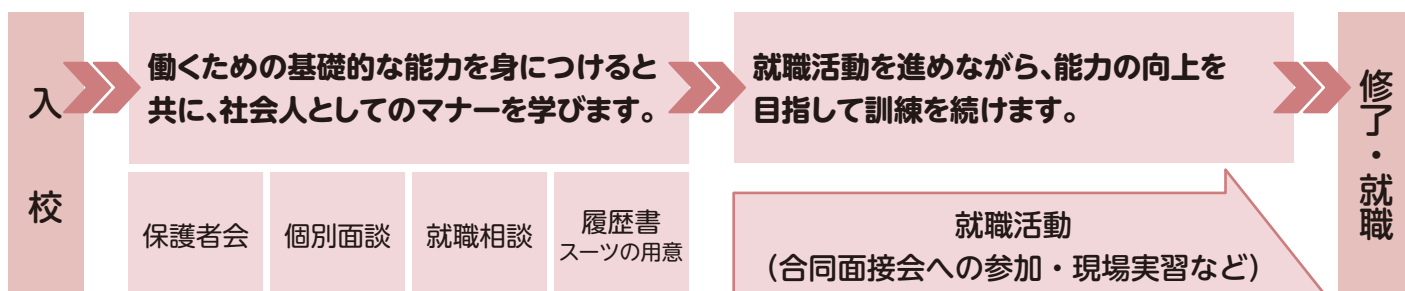 入校
働くための基礎的な能力を身につけると
共に、社会人としてのマナーを学びます。
保護者会
個別面談
就職相談
履歴書
スーツの用意
就職活動を進めながら、能力の向上を
目指して訓練を続けます。
就職活動
（合同面接会への参加・現場実習など）
修了・就職